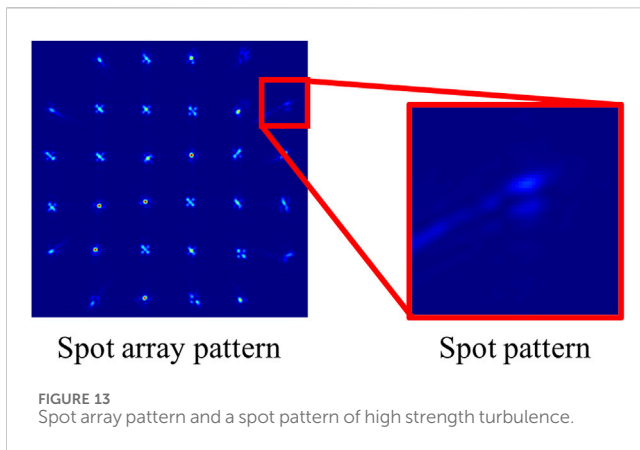 Spot array pattern
Spot pattern
FIGURE 13
Spot array pattern and a spot pattern of high strength turbulence.